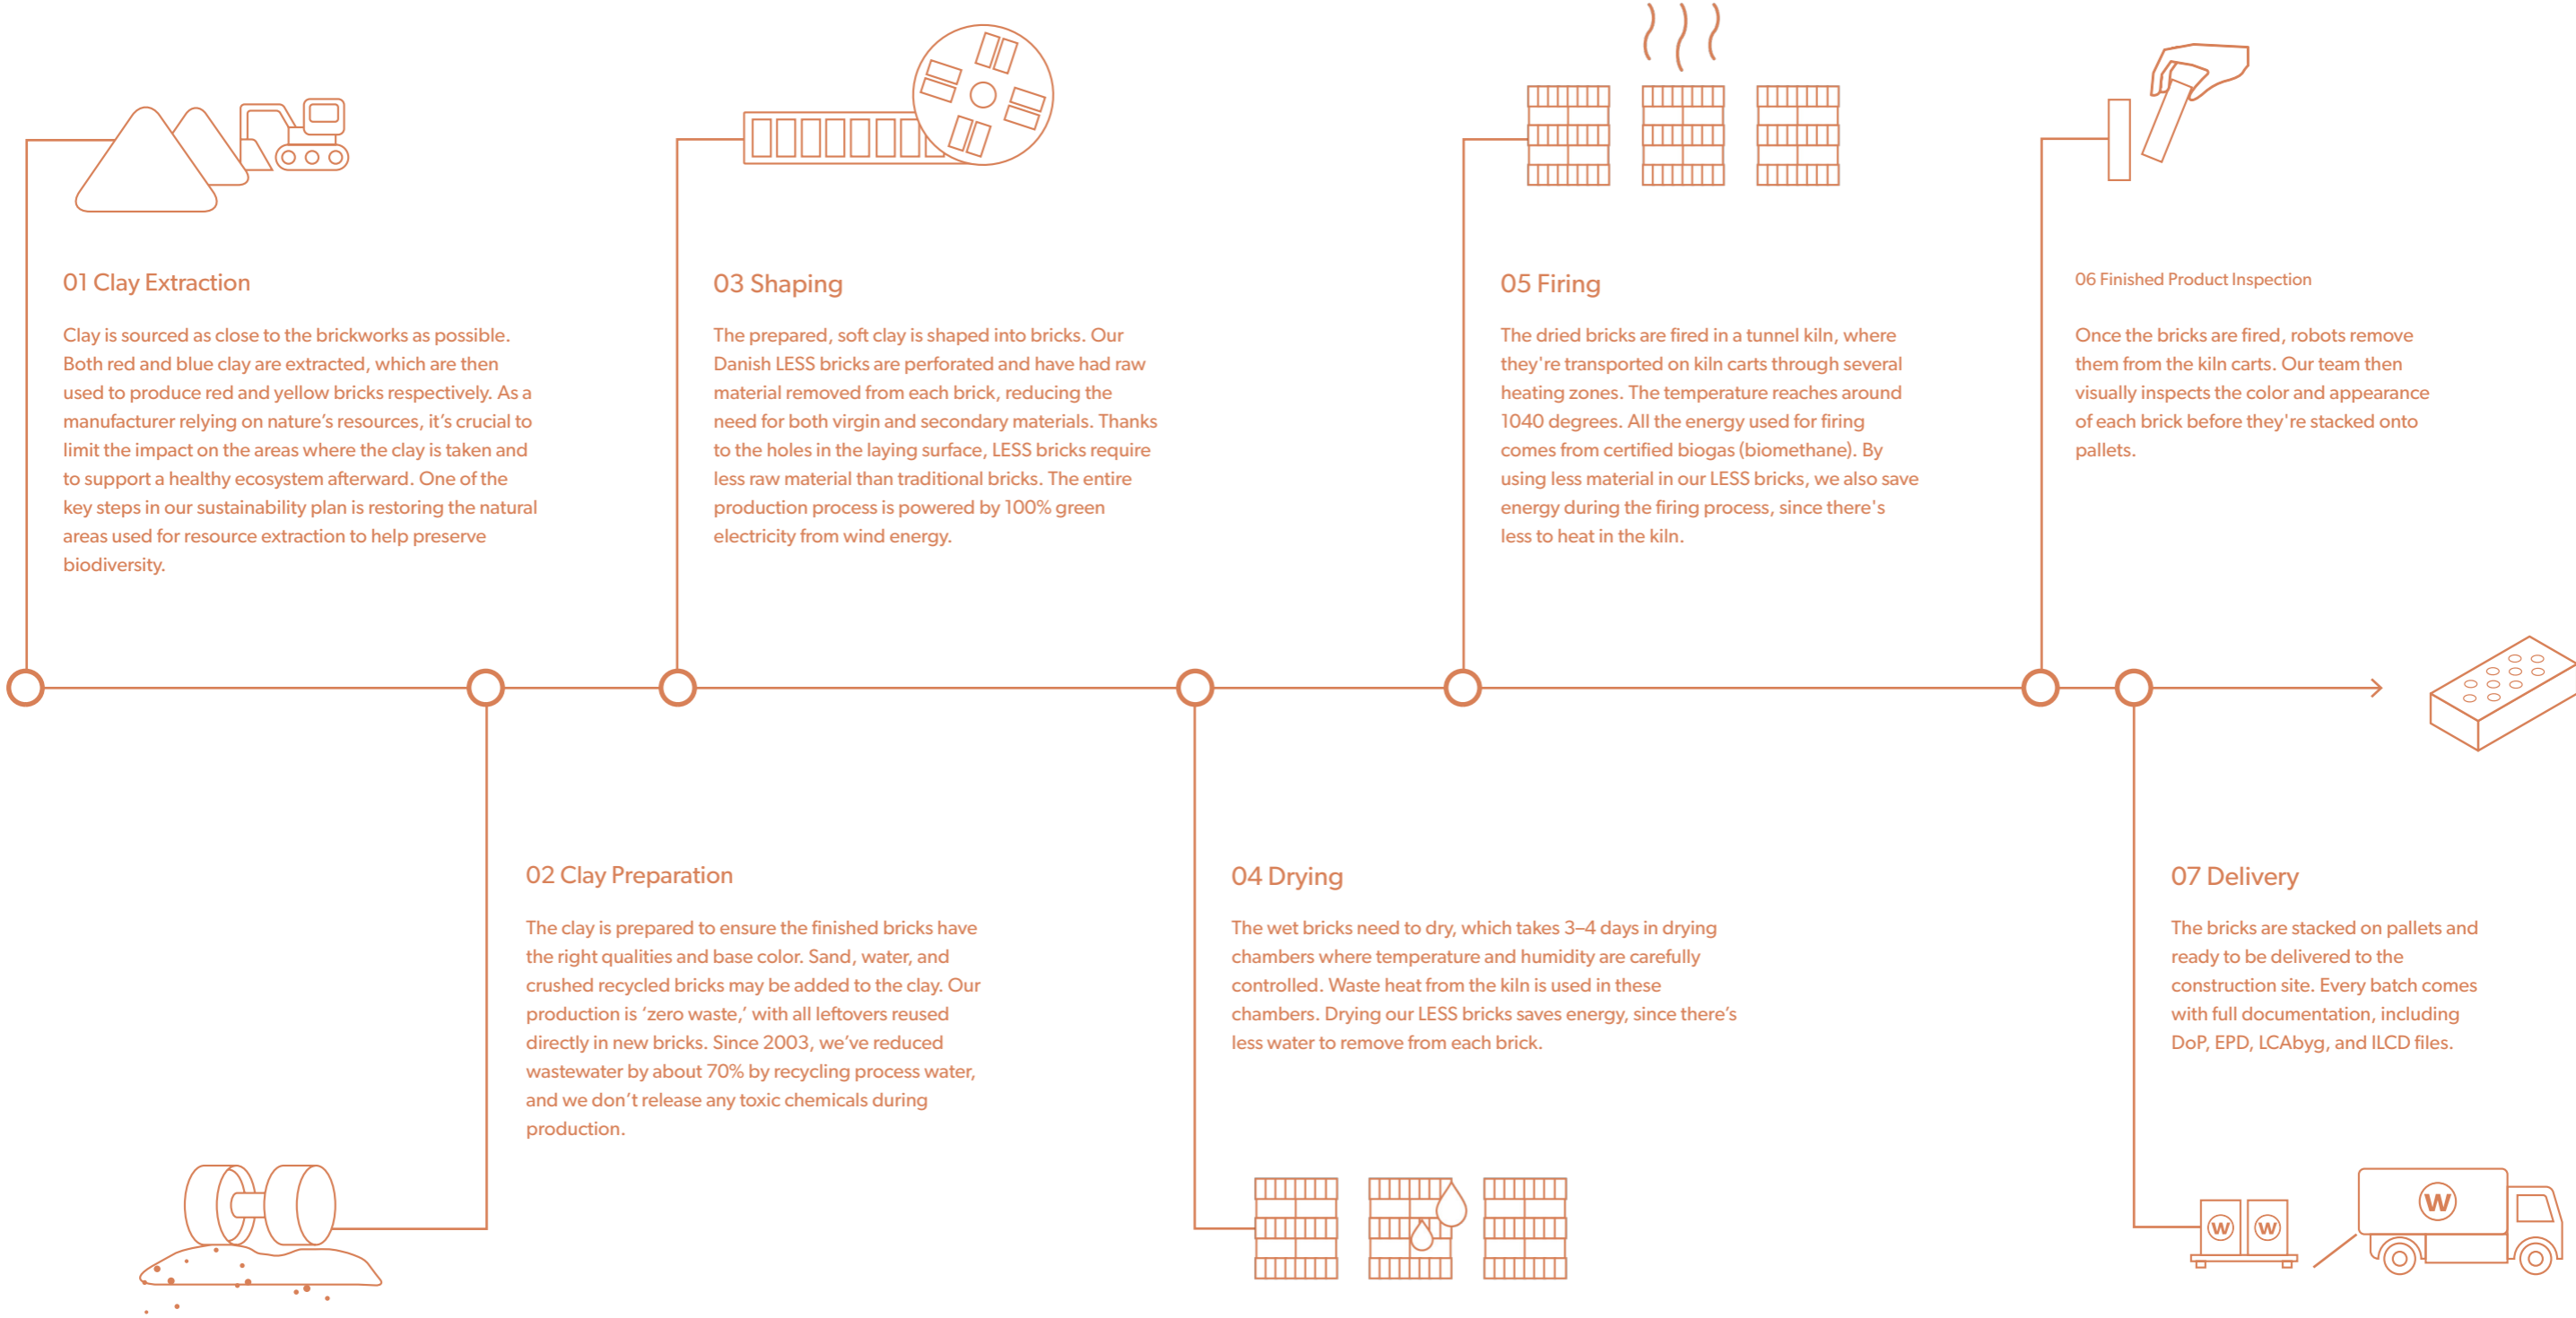 01 Clay Extraction
Clay is sourced as close to the brickworks as possible.
Both red and blue clay are extracted, which are then
used to produce red and yellow bricks respectively. As a
manufacturer relying on nature’s resources, it’s crucial to
limit the impact on the areas where the clay is taken and
to support a healthy ecosystem afterward. One of the
key steps in our sustainability plan is restoring the natural
areas used for resource extraction to help preserve
biodiversity.
02 Clay Preparation
The clay is prepared to ensure the finished bricks have
the right qualities and base color. Sand, water, and
crushed recycled bricks may be added to the clay. Our
production is ‘zero waste,’ with all leftovers reused
directly in new bricks. Since 2003, we’ve reduced
wastewater by about 70% by recycling process water,
and we don’t release any toxic chemicals during
production.
03 Shaping
The prepared, soft clay is shaped into bricks. Our
Danish LESS bricks are perforated and have had raw
material removed from each brick, reducing the
need for both virgin and secondary materials. Thanks
to the holes in the laying surface, LESS bricks require
less raw material than traditional bricks. The entire
production process is powered by 100% green
electricity from wind energy.
04 Drying
The wet bricks need to dry, which takes 3–4 days in drying
chambers where temperature and humidity are carefully
controlled. Waste heat from the kiln is used in these
chambers. Drying our LESS bricks saves energy, since there’s
less water to remove from each brick.
05 Firing
The dried bricks are fired in a tunnel kiln, where
they're transported on kiln carts through several
heating zones. The temperature reaches around
1040 degrees. All the energy used for firing
comes from certified biogas (biomethane). By
using less material in our LESS bricks, we also save
energy during the firing process, since there's
less to heat in the kiln.
06 Finished Product Inspection
Once the bricks are fired, robots remove
them from the kiln carts. Our team then
visually inspects the color and appearance
of each brick before they're stacked onto
pallets.
07 Delivery
The bricks are stacked on pallets and
ready to be delivered to the
construction site. Every batch comes
with full documentation, including
DoP, EPD, LCAbyg, and ILCD files.
W
W
W